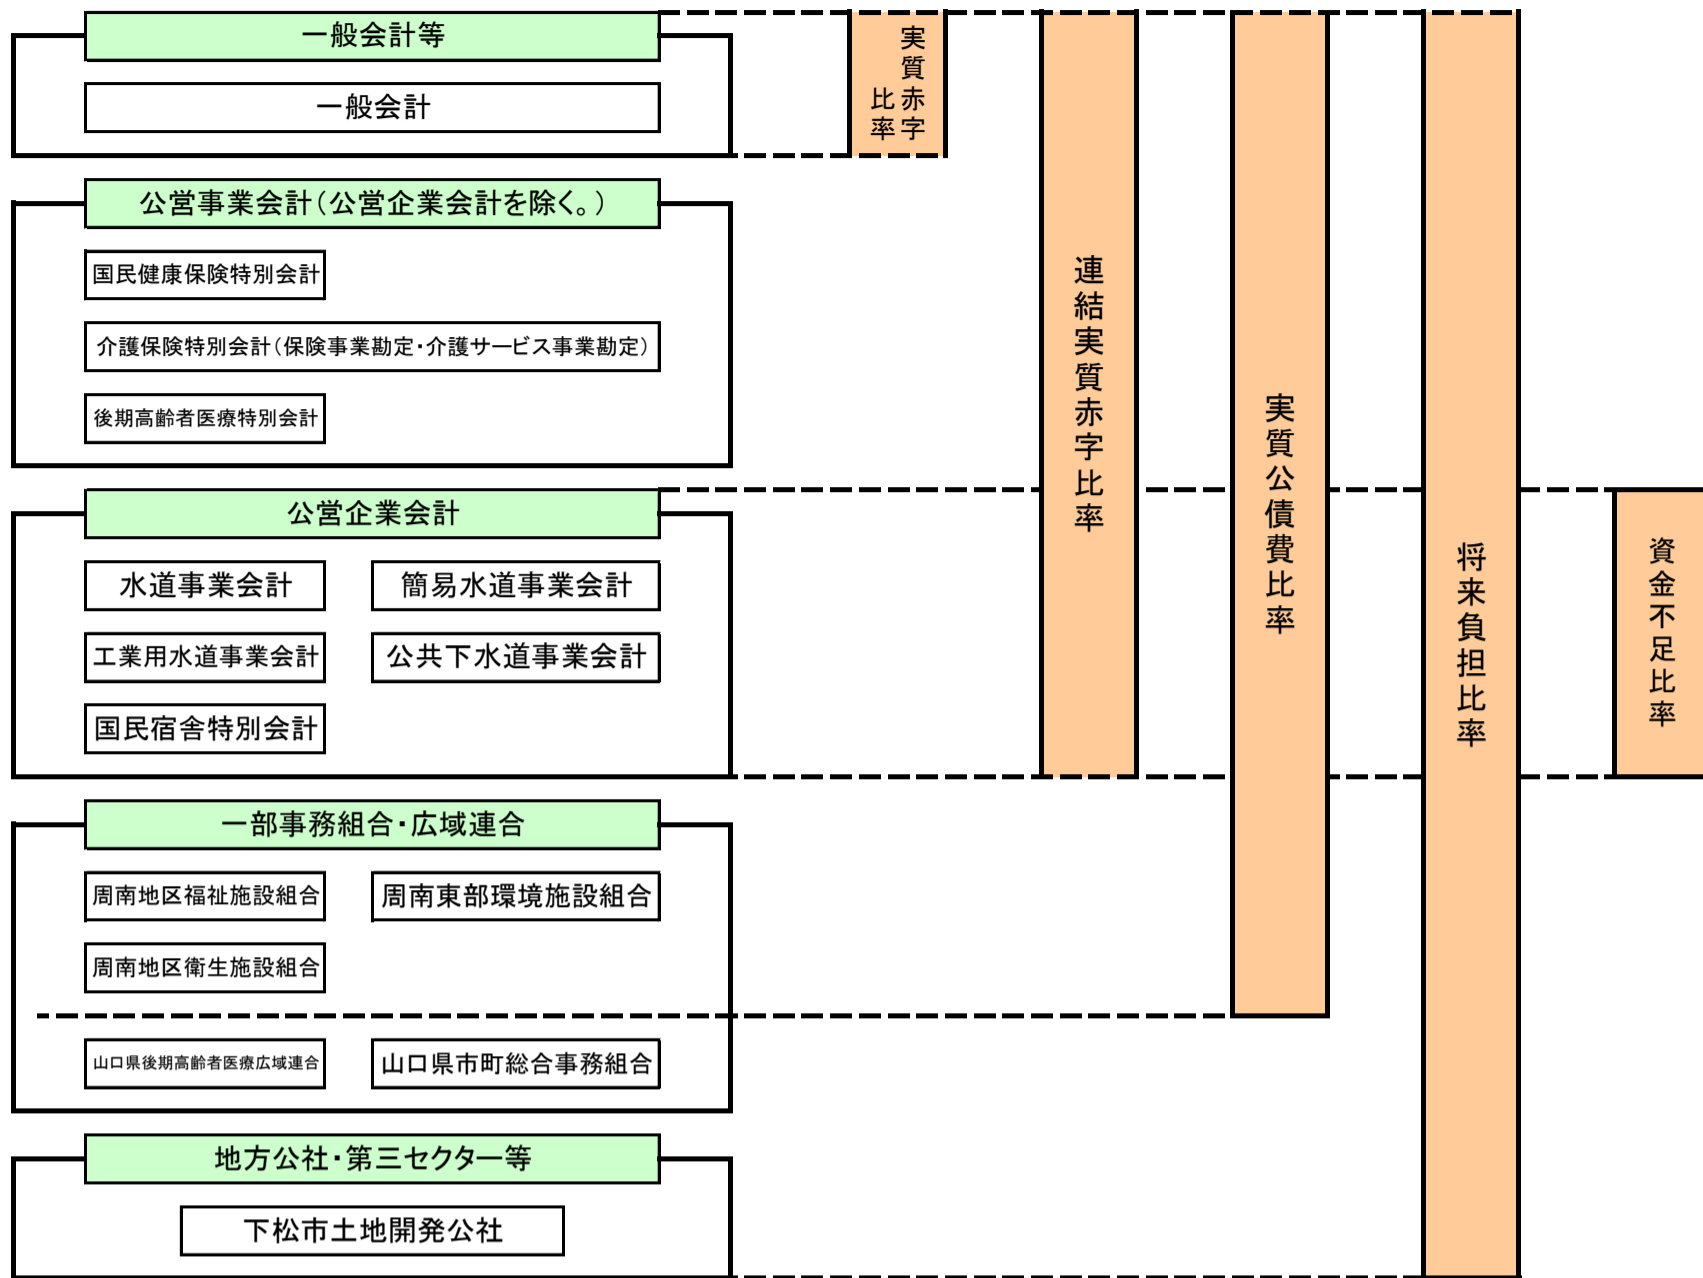 一般会計等
一般会計
実質赤字
比率
公営事業会計（公営企業会計を除く。）
国民健康保険特別会計
介護保険特別会計（保険事業勘定・介護サービス事業勘定）
後期高齢者医療特別会計
連結実質赤字比率
実質公債費比率
将来負担比率
資金不足比率
公営企業会計
水道事業会計
簡易水道事業会計
工業用水道事業会計
公共下水道事業会計
国民宿舎特別会計
一部事務組合・広域連合
周南地区福祉施設組合
周南東部環境施設組合
周南地区衛生施設組合
山口県後期高齢者医療広域連合
山口県市町総合事務組合
地方公社・第三セクター等
下松市土地開発公社